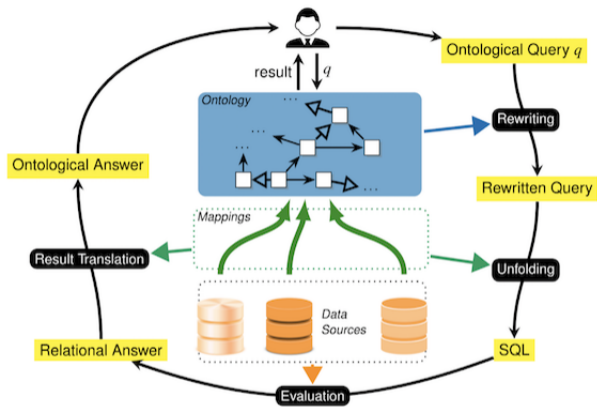 Ontological Query q
result
q
Ontology
...
...
Rewriting
...
...
Ontological Answer
Rewritten Query
Mappings
Result Translation
Unfolding
Data
Sources
Relational Answer
SQL
Evaluation